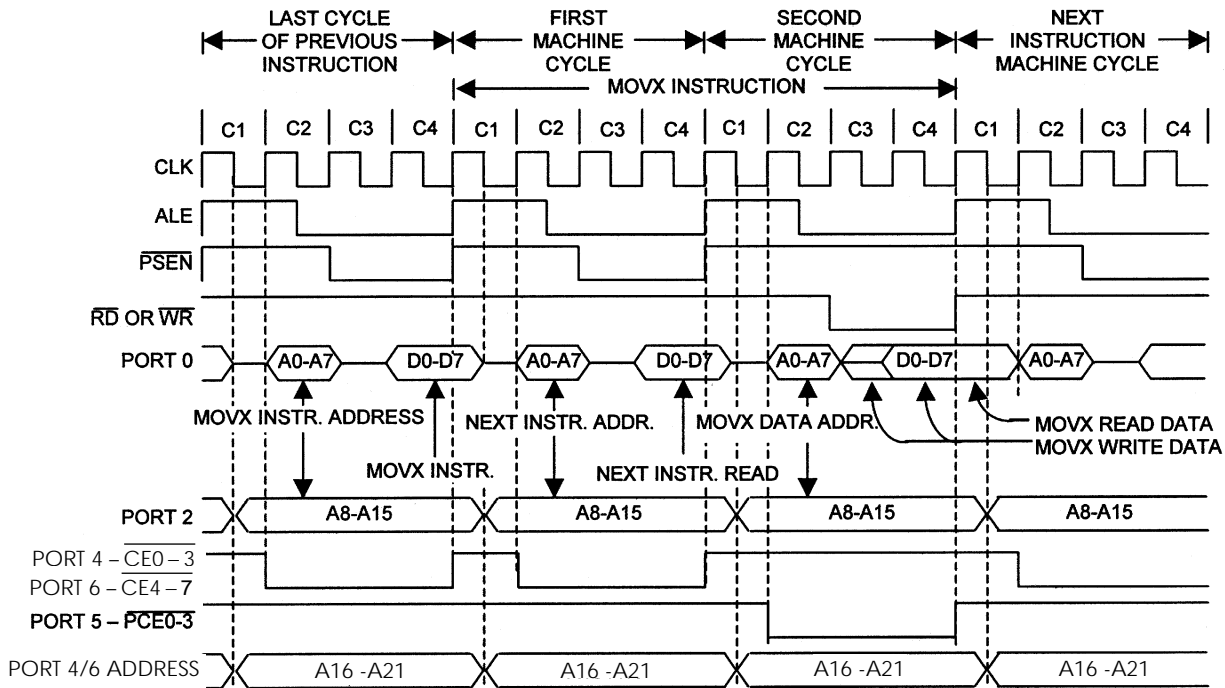 LAST CYCLE
OF PREVIOUS
INSTRUCTION
FIRST
MACHINE
CYCLE
SECOND
MACHINE
CYCLE
NEXT
INSTRUCTION
MACHINE CYCLE
MOVX INSTRUCTION
C1 C2 C3 C4 C1 C2 C3 C4 C1 C2 C3 C4 C1 C2 C3 C4
CLK
ALE
PSEN
RD OR WR
PORT 0 A0-A7 D0-D7 A0-A7 D0-D7 A0-A7 D0-D7 A0-A7
MOVX INSTR. ADDRESS NEXT INSTR. ADDR. MOVX DATA ADDR. MOVX READ DATA
MOVX WRITE DATA
MOVX INSTR. NEXT INSTR. READ
PORT 2 A8-A15 A8-A15 A8-A15 A8-A15
PORT 4 – CE0 – 3
PORT 6 – CE4 – 7
PORT 5 – PCE0-3
PORT 4/6 ADDRESS A16 -A21 A16 -A21 A16 -A21 A16 -A21